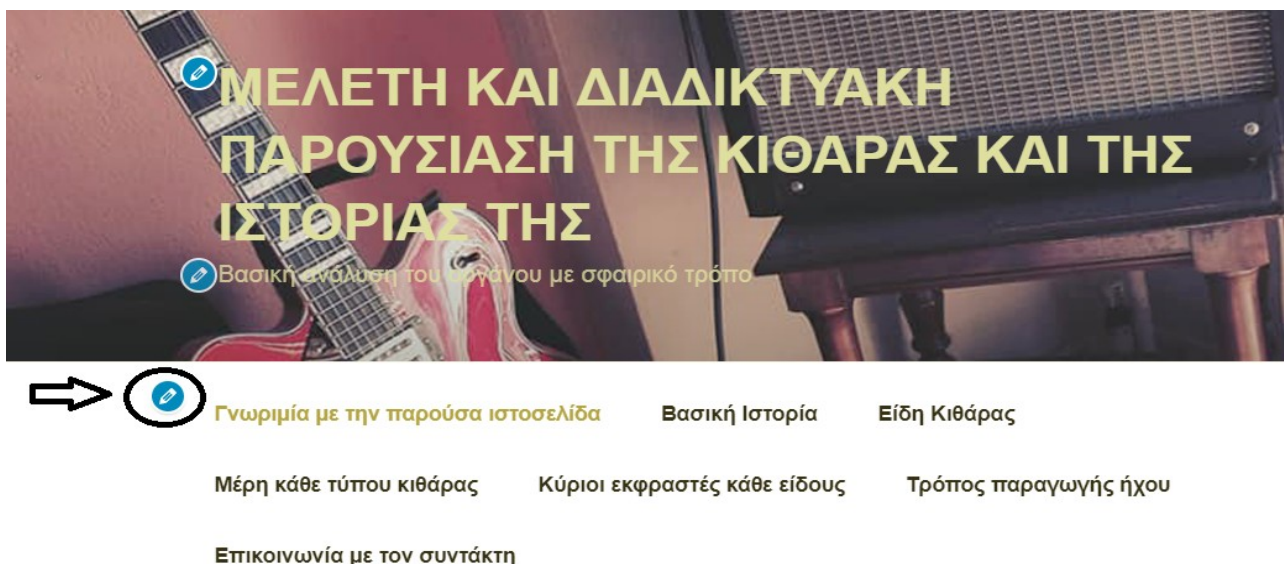 ΜΕΛΕΤΗ ΚΑΙ ΔΙΑΔΙΚΤΥΑΚΗ
ΠΑΡΟΥΣΙΑΣΗ ΤΗΣ ΚΙΘΑΡΑΣ ΚΑΙ ΤΗΣ
ΙΣΤΟΡΙΑΣ ΤΗΣ
Βασική ανάλυση του οργάνου με σφαιρικό τρόπο
Γνωριμία με την παρούσα ιστοσελίδα Βασική Ιστορία Είδη Κιθάρας
Μέρη κάθε τύπου κιθάρας Κύριοι εκφραστές κάθε είδους Τρόπος παραγωγής ήχου
Επικοινωνία με τον συντάκτη